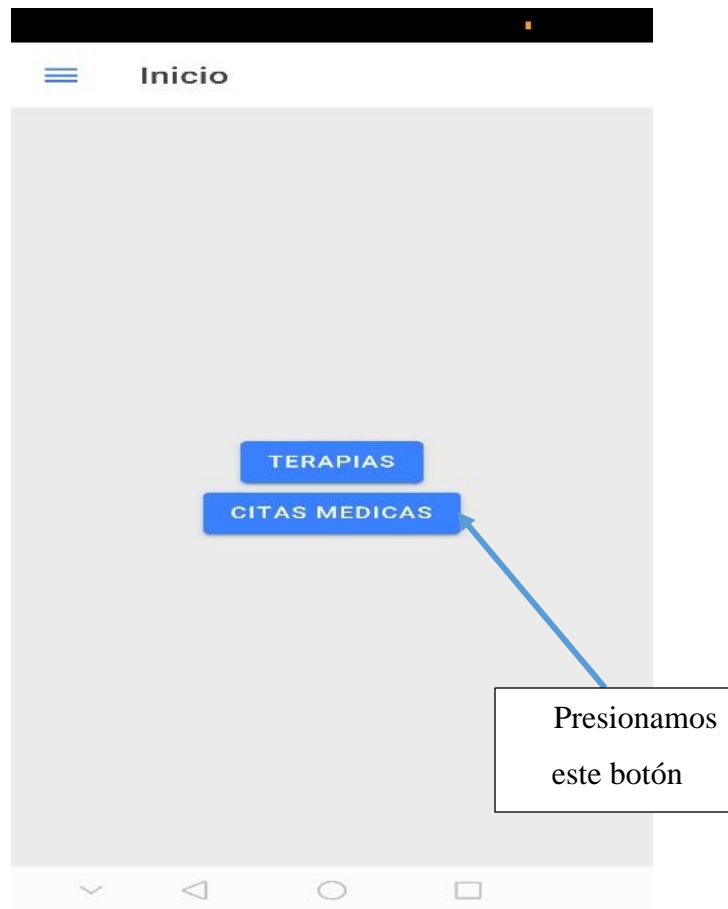 Inicio
TERAPIAS
CITAS MEDICAS
Presionamos
este botón